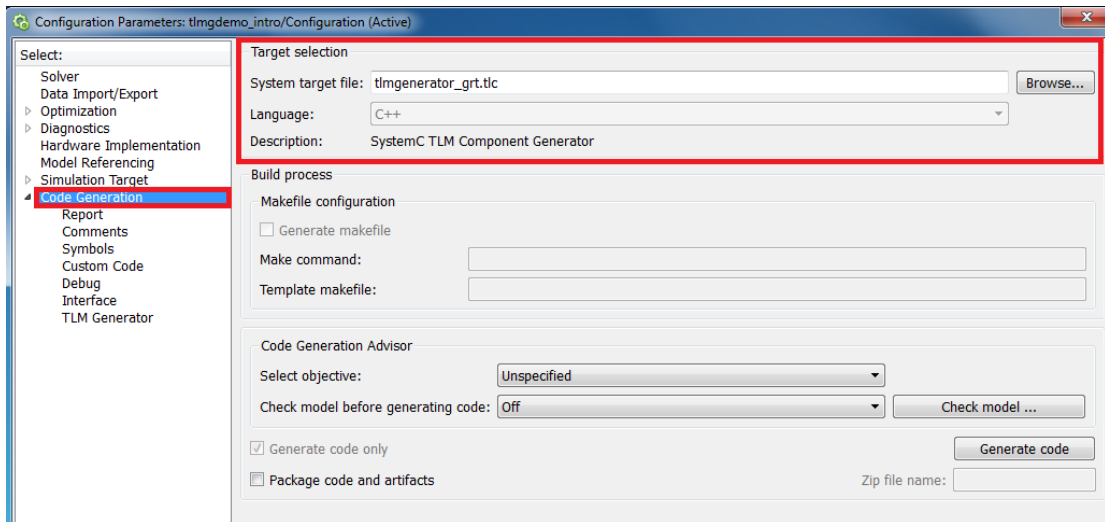 Configuration Parameters: tlmgdemo_intro/Configuration (Active)
Select:
Solver
Data Import/Export
Optimization
Diagnostics
Hardware Implementation
Model Referencing
Simulation Target
Code Generation
Report
Comments
Symbols
Custom Code
Debug
Interface
TLM Generator
Target selection
System target file: tlmgenerator_grt.tlc Browse...
Language: C++
Description: SystemC TLM Component Generator
Build process
Makefile configuration
Generate makefile
Make command:
Template makefile:
Code Generation Advisor
Select objective: Unspecified
Check model before generating code: Off Check model ...
Generate code only Generate code
Package code and artifacts Zip file name: